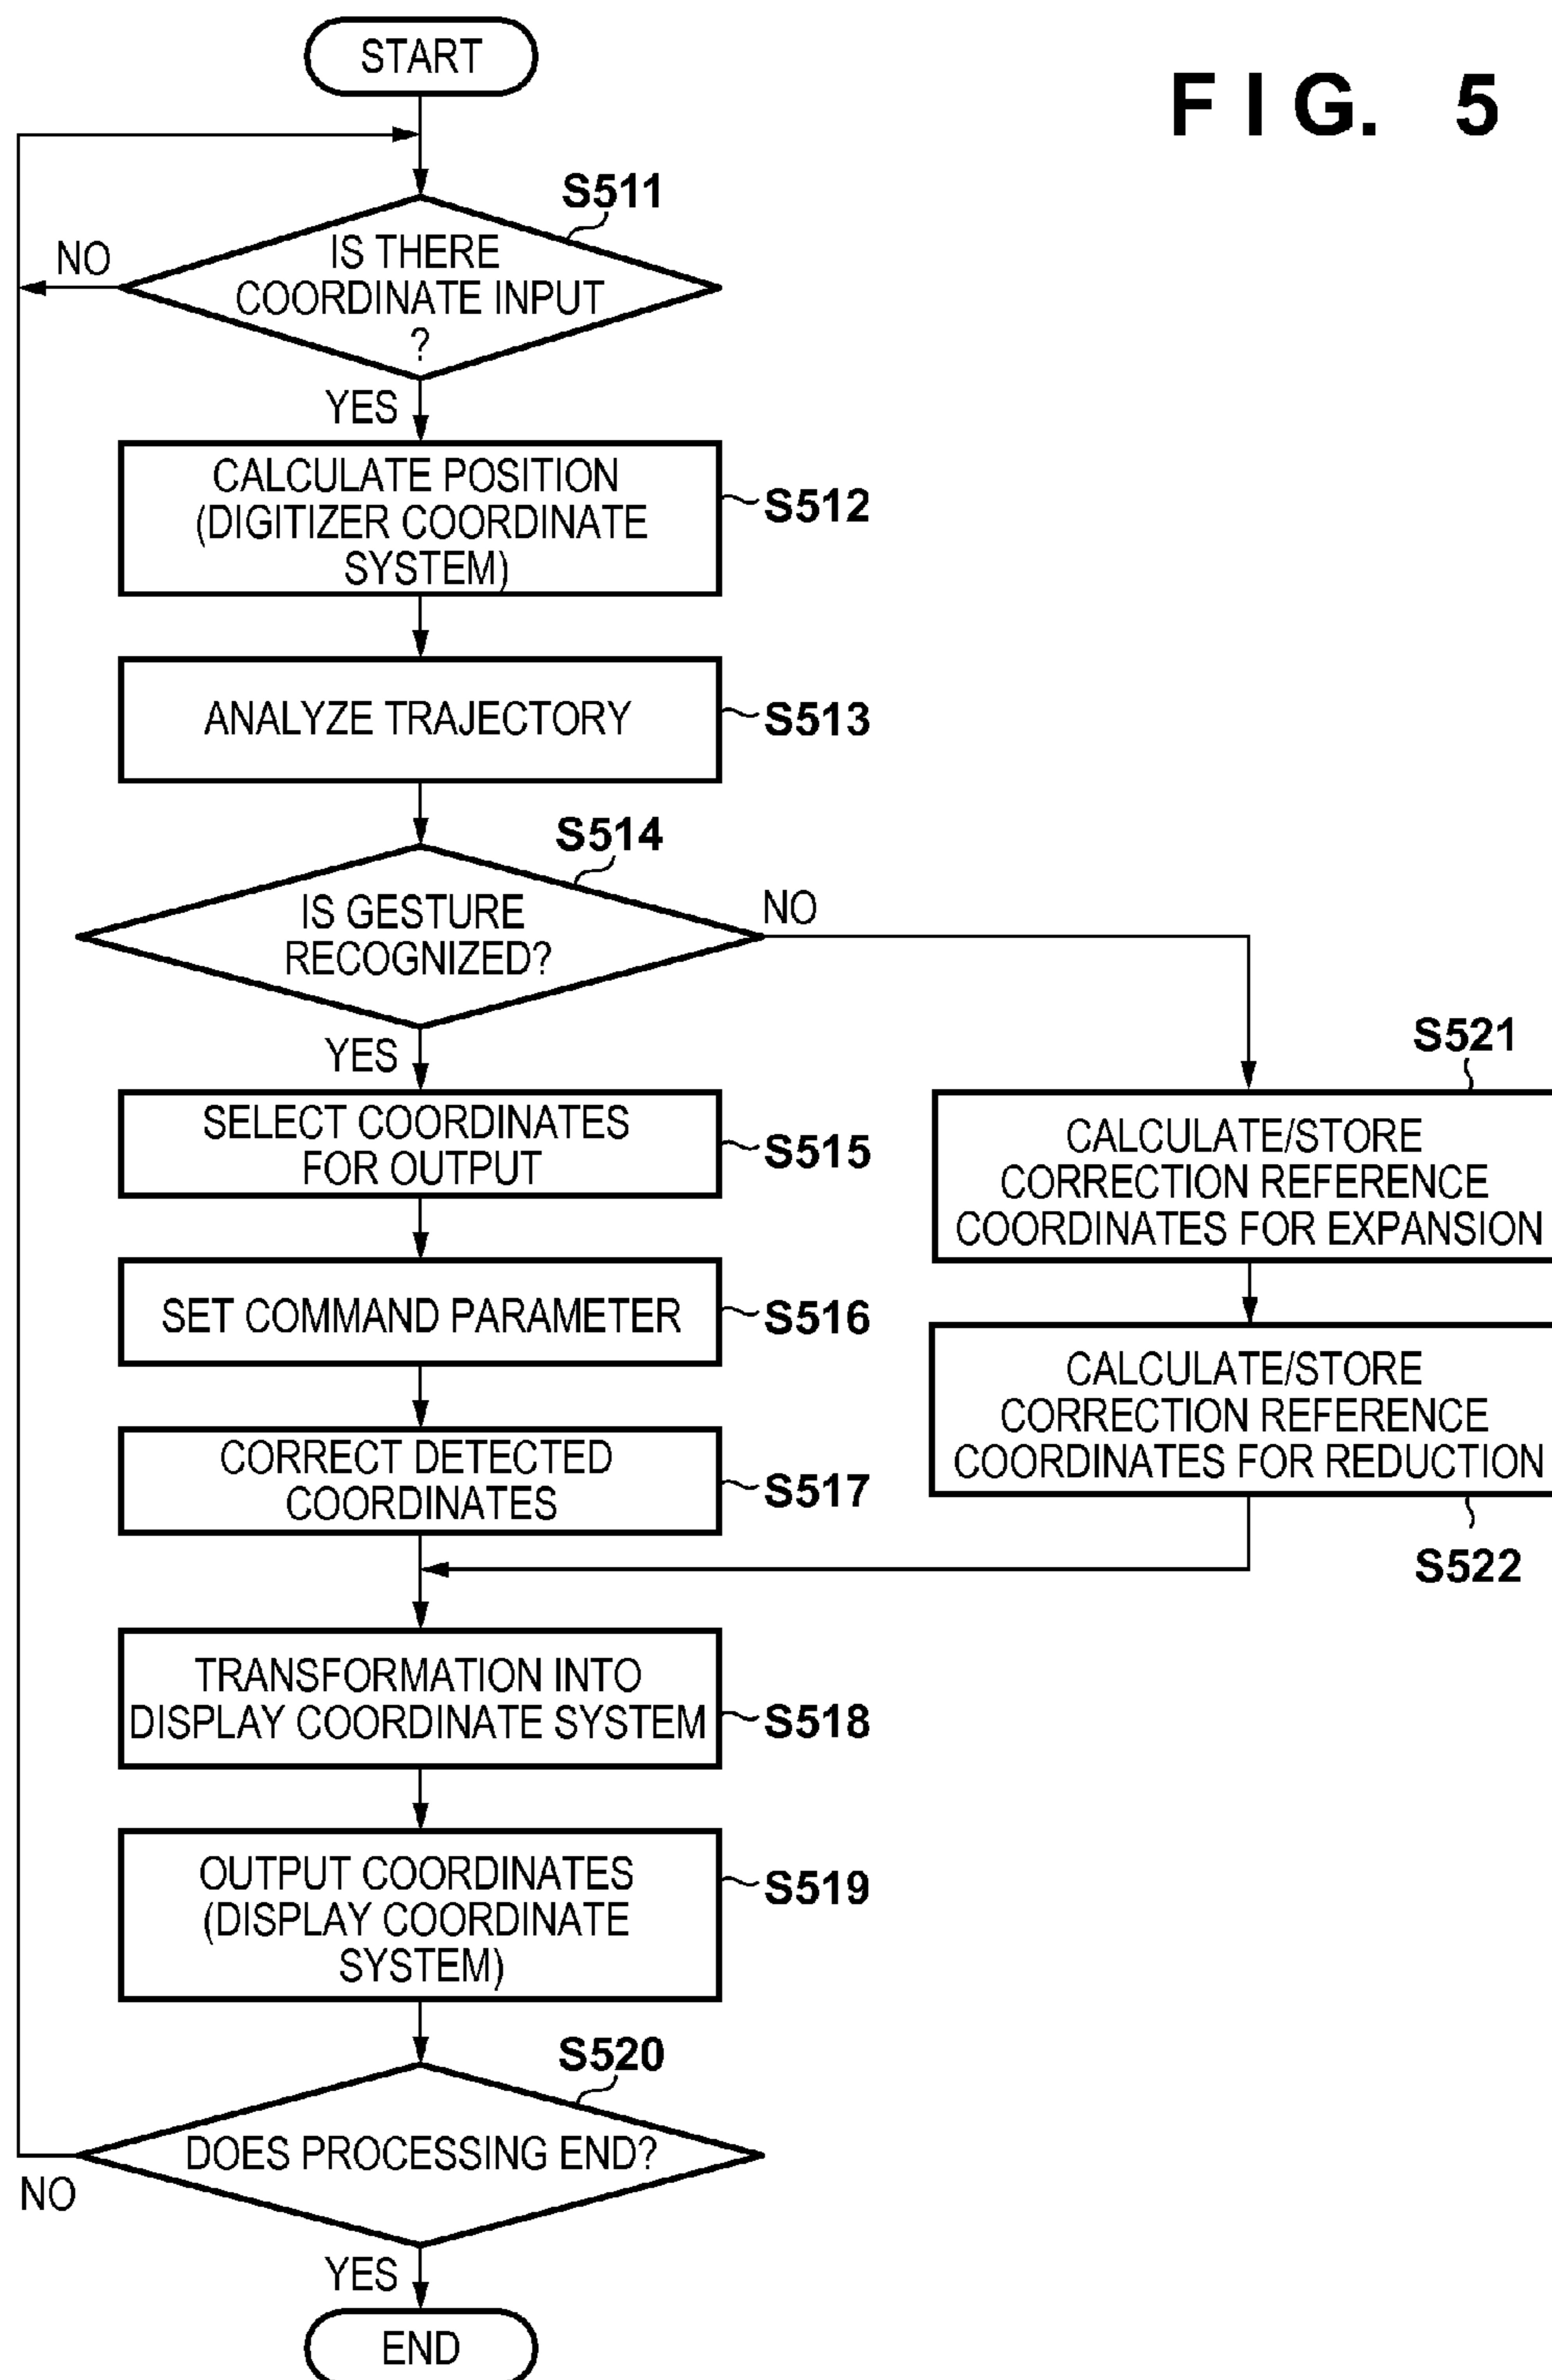 START
FIG. 5
S511
NO
IS THERE
COORDINATE INPUT
?
YES
CALCULATE POSITION
(DIGITIZER COORDINATE
SYSTEM)
S512
ANALYZE TRAJECTORY
S513
S514
IS GESTURE
RECOGNIZED?
NO
YES
SELECT COORDINATES
FOR OUTPUT
S515
SET COMMAND PARAMETER
S516
CORRECT DETECTED
COORDINATES
S517
S521
CALCULATE/STORE
CORRECTION REFERENCE
COORDINATES FOR EXPANSION
CALCULATE/STORE
CORRECTION REFERENCE
COORDINATES FOR REDUCTION
S522
TRANSFORMATION INTO
DISPLAY COORDINATE SYSTEM
S518
OUTPUT COORDINATES
(DISPLAY COORDINATE
SYSTEM)
S519
S520
DOES PROCESSING END?
NO
YES
END